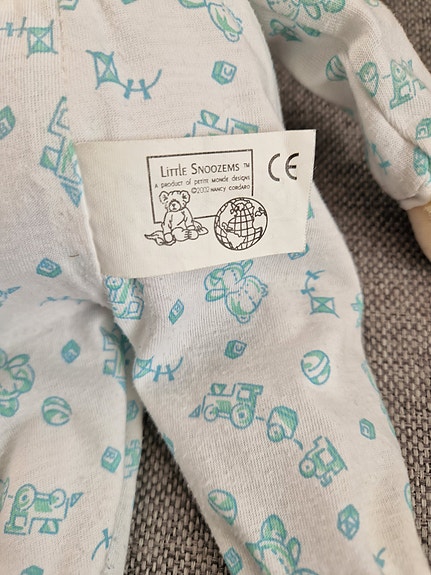 LITTLE SNOOZEMS ™
a product of petite monde designs
©2002 NANCY CORDARO
CE